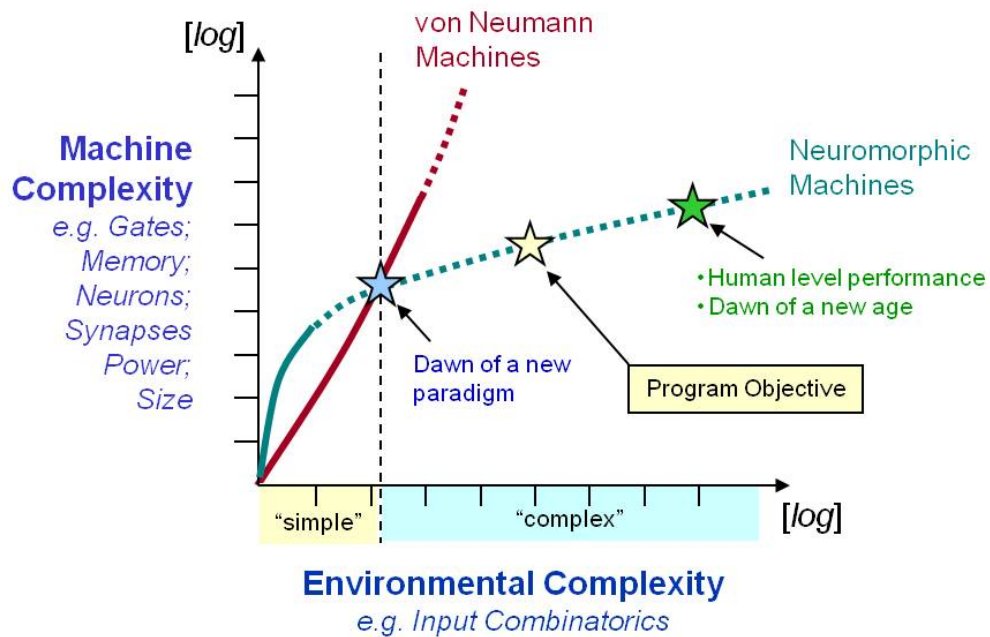 [log]
von Neumann
Machines
Machine
Complexity
e.g. Gates;
Memory;
Neurons;
Synapses
Power;
Size
Neuromorphic
Machines
• Human level performance
• Dawn of a new age
Dawn of a new
paradigm
Program Objective
"simple"
"complex"
[log]
Environmental Complexity
e.g. Input Combinatorics